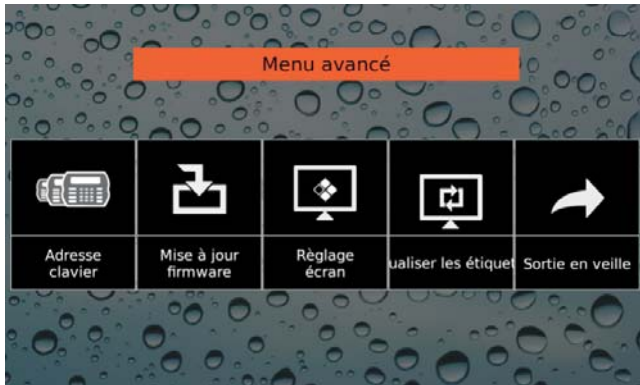 Menu avancé
Adresse
clavier
Mise à jour
firmware
Règlage
écran
ualiser les étiquet
Sortie en veille